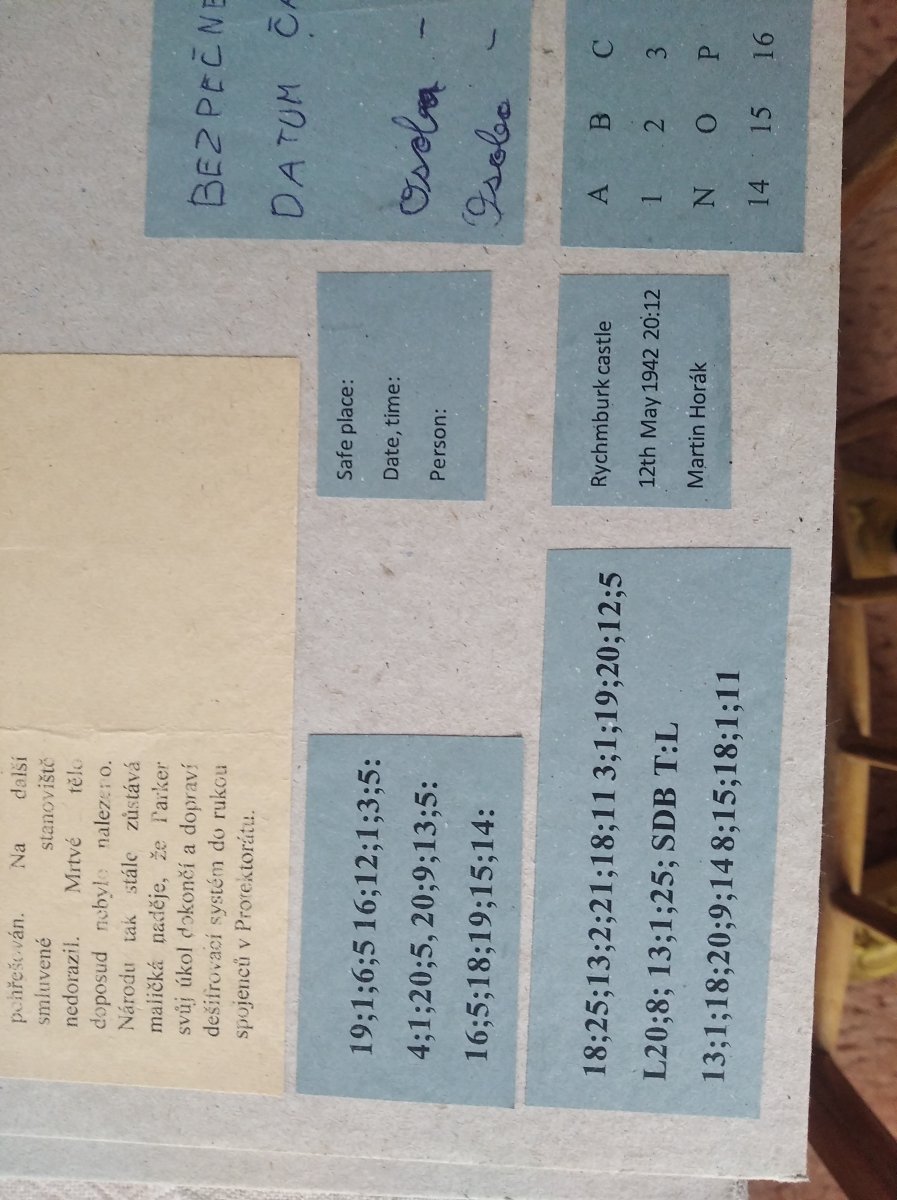 pohřešován. Na další
smluvené stanoviště
nedorazil. Mrtvé tělo
doposud nebylo nalezeno.
Národu tak stále zůstává
maličká naděje, že Parker
svůj úkol dokončí a dopraví
dešifrovací systém do rukou
spojenců v Protektorátu.
19;1;6;5 16;12;1;3;5:
4;1;20;5, 20;9;13;5:
16;5;18;19;15;14:
18;25;13;2;21;18;11 3;1;19;20;12;5
L20;8; 13;1;25; SDB T:L
13;1;18;20;9;14 8;15;18;1;11
Safe place:
Date, time:
Person:
Rychmburk castle
12th May 1942 20:12
Martin Horák
BEZPEČNÉ
DATUM ČA
Osoba -
Osoba -
A B C
1 2 3
N O P
14 15 16